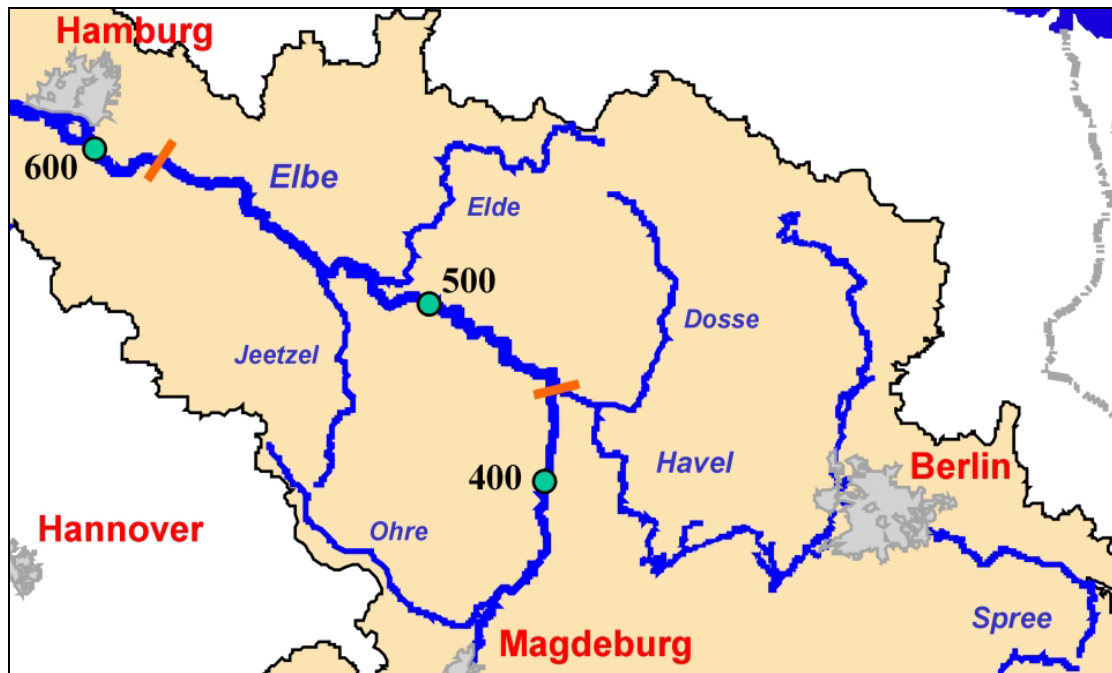 Hamburg
600
Elbe
Elde
500
Dosse
Jeetzel
400
Havel
Berlin
Hannover
Ohre
Magdeburg
Spree